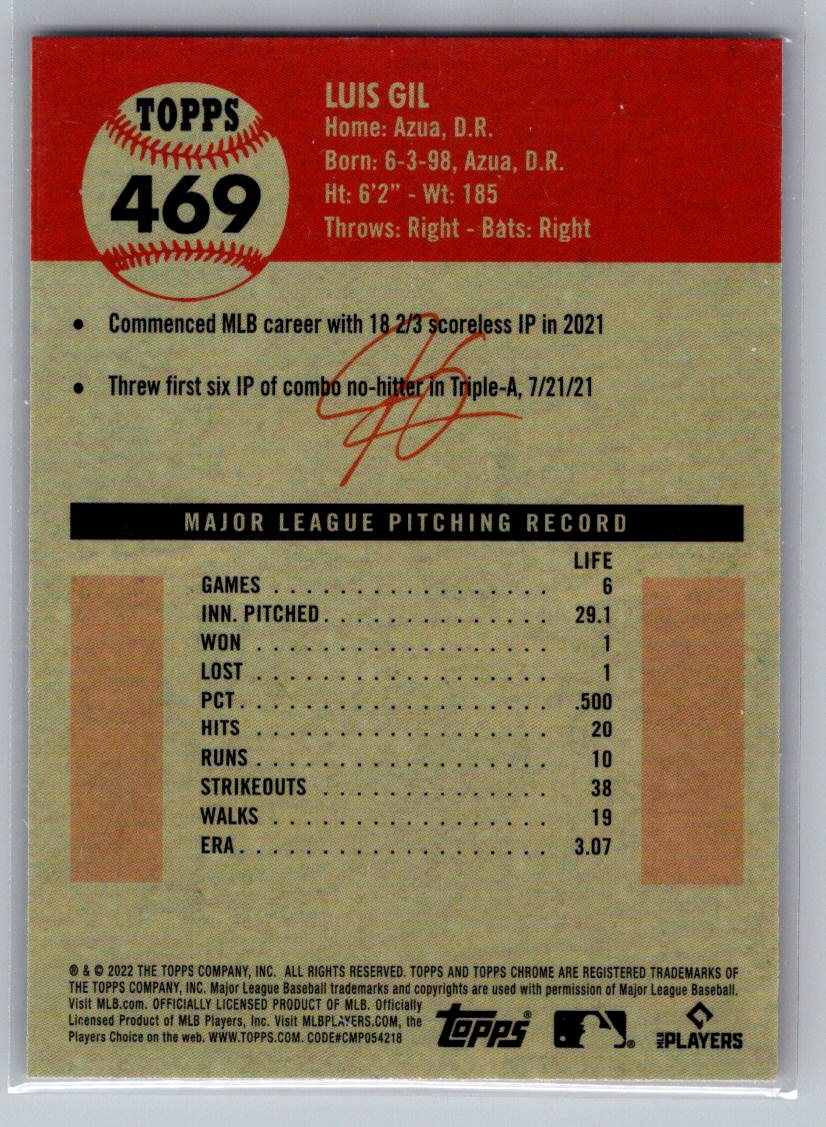 TOPPS
469
LUIS GIL
Home: Azua, D.R.
Born: 6-3-98, Azua, D.R.
Ht: 6'2" - Wt: 185
Throws: Right - Bats: Right
• Commenced MLB career with 18 2/3 scoreless IP in 2021
• Threw first six IP of combo no-hitter in Triple-A, 7/21/21
MAJOR LEAGUE PITCHING RECORD
LIFE
GAMES . . . . . . . . . . . . . . . . . . 6
INN. PITCHED. . . . . . . . . . . . . . . 29.1
WON . . . . . . . . . . . . . . . . . . . 1
LOST . . . . . . . . . . . . . . . . . . . 1
PCT. . . . . . . . . . . . . . . . . . . . .500
HITS . . . . . . . . . . . . . . . . . . . 20
RUNS . . . . . . . . . . . . . . . . . . . 10
STRIKEOUTS . . . . . . . . . . . . . . . 38
WALKS . . . . . . . . . . . . . . . . . . 19
ERA. . . . . . . . . . . . . . . . . . . . 3.07
® & © 2022 THE TOPPS COMPANY, INC. ALL RIGHTS RESERVED. TOPPS AND TOPPS CHROME ARE REGISTERED TRADEMARKS OF
THE TOPPS COMPANY, INC. Major League Baseball trademarks and copyrights are used with permission of Major League Baseball.
Visit MLB.com. OFFICIALLY LICENSED PRODUCT OF MLB. Officially
Licensed Product of MLB Players, Inc. Visit MLBPLAYERS.COM, the
Players Choice on the web. WWW.TOPPS.COM. CODE#CMP054218
topps®
®
MLB PLAYERS